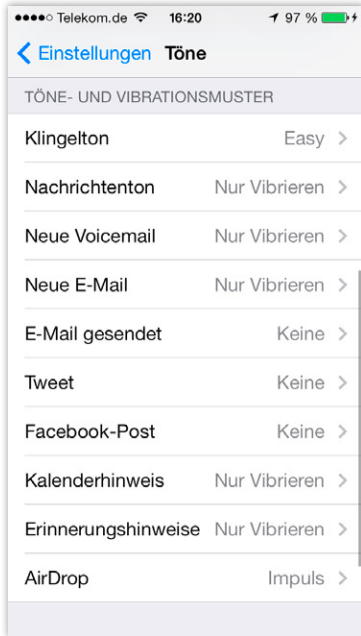 Telekom.de 16:20 97 %
Einstellungen Töne
TÖNE- UND VIBRATIONSMUSTER
Klingelton Easy
Nachrichtenton Nur Vibrieren
Neue Voicemail Nur Vibrieren
Neue E-Mail Nur Vibrieren
E-Mail gesendet Keine
Tweet Keine
Facebook-Post Keine
Kalenderhinweis Nur Vibrieren
Erinnerungshinweise Nur Vibrieren
AirDrop Impuls